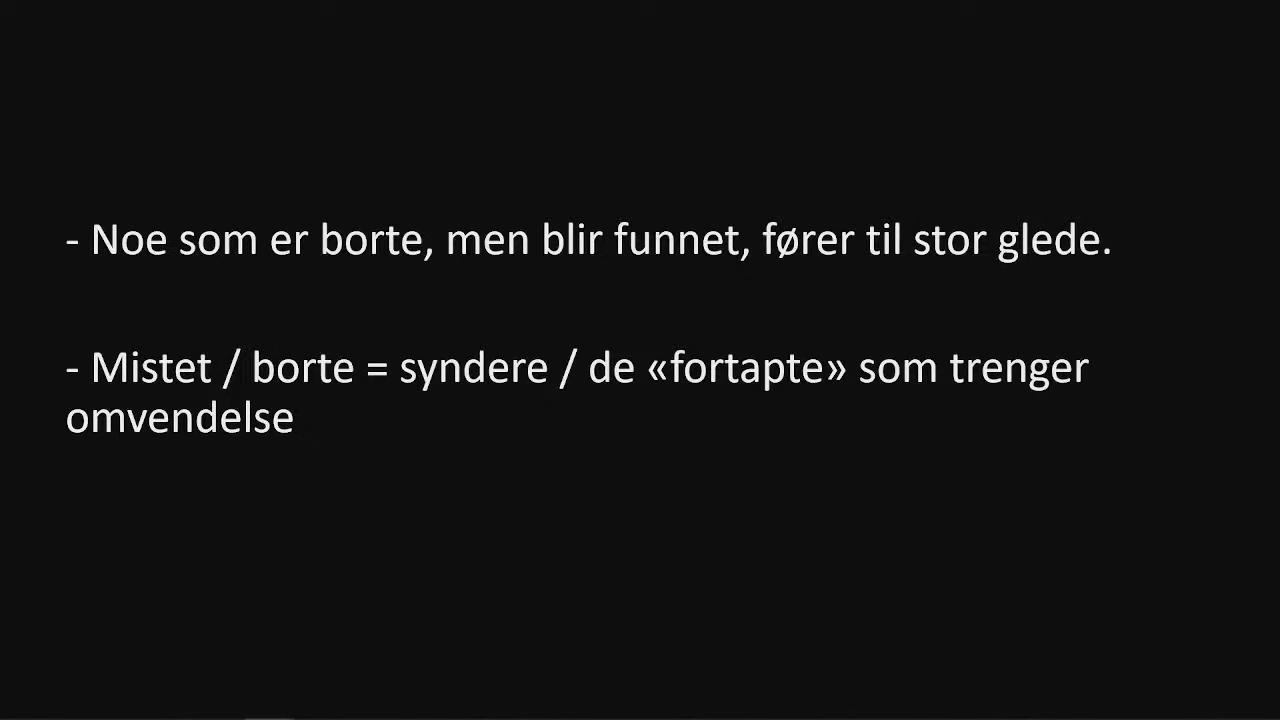 - Noe som er borte, men blir funnet, fører til stor glede.
- Mistet / borte = syndere / de «fortapte» som trenger
omvendelse